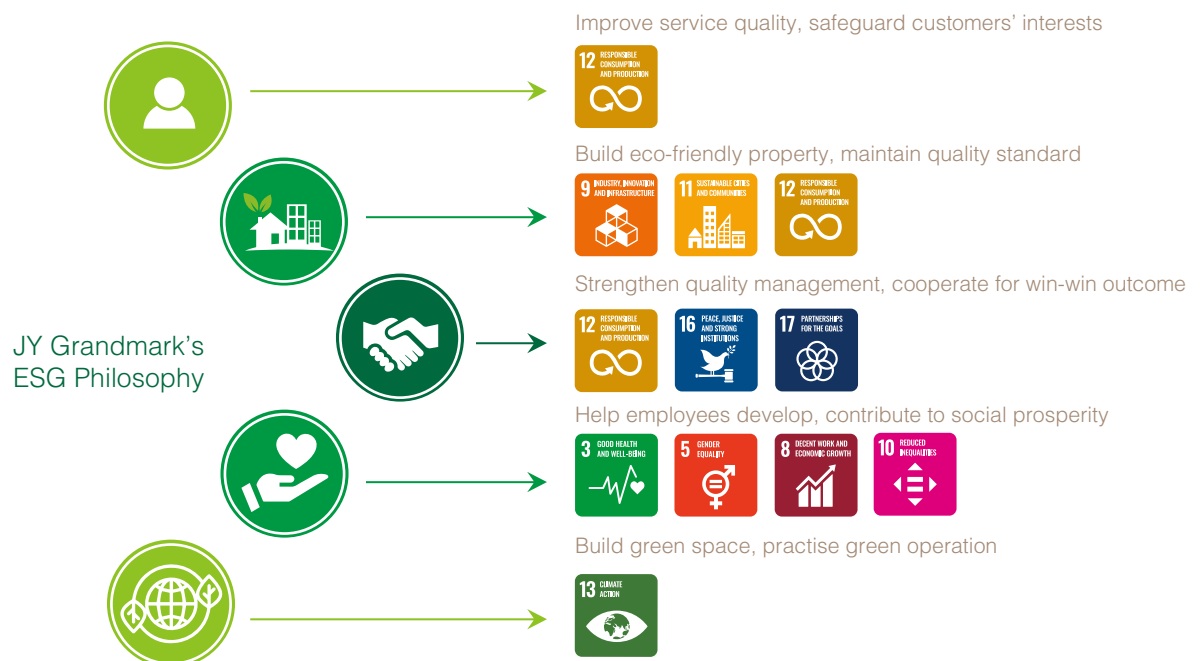 Improve service quality, safeguard customers' interests
12 RESPONSIBLE
CONSUMPTION
AND PRODUCTION
Build eco-friendly property, maintain quality standard
9 INDUSTRY, INNOVATION
AND INFRASTRUCTURE
11 SUSTAINABLE CITIES
AND COMMUNITIES
12 RESPONSIBLE
CONSUMPTION
AND PRODUCTION
Strengthen quality management, cooperate for win-win outcome
12 RESPONSIBLE
CONSUMPTION
AND PRODUCTION
16 PEACE, JUSTICE
AND STRONG
INSTITUTIONS
17 PARTNERSHIPS
FOR THE GOALS
JY Grandmark's
ESG Philosophy
Help employees develop, contribute to social prosperity
3 GOOD HEALTH
AND WELL-BEING
5 GENDER
EQUALITY
8 DECENT WORK AND
ECONOMIC GROWTH
10 REDUCED
INEQUALITIES
Build green space, practise green operation
13 CLIMATE
ACTION